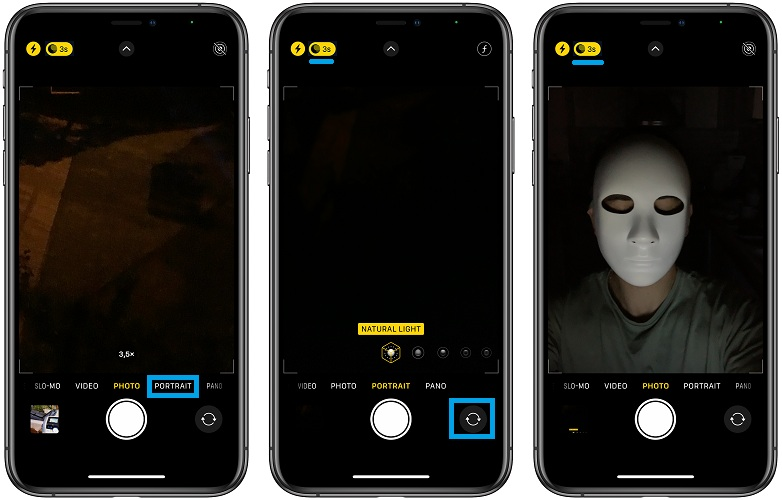 3s
3,5×
SLO-MO VIDEO PHOTO PORTRAIT PANO
3s
f
NATURAL LIGHT
VIDEO PHOTO PORTRAIT PANO
3s
SLO-MO VIDEO PHOTO PORTRAIT PANO